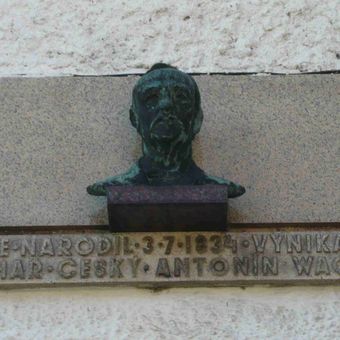 E · NARODIL · 3·7·1834 · VYNIKA
NAR · ČESKÝ · ANTONÍN WAG